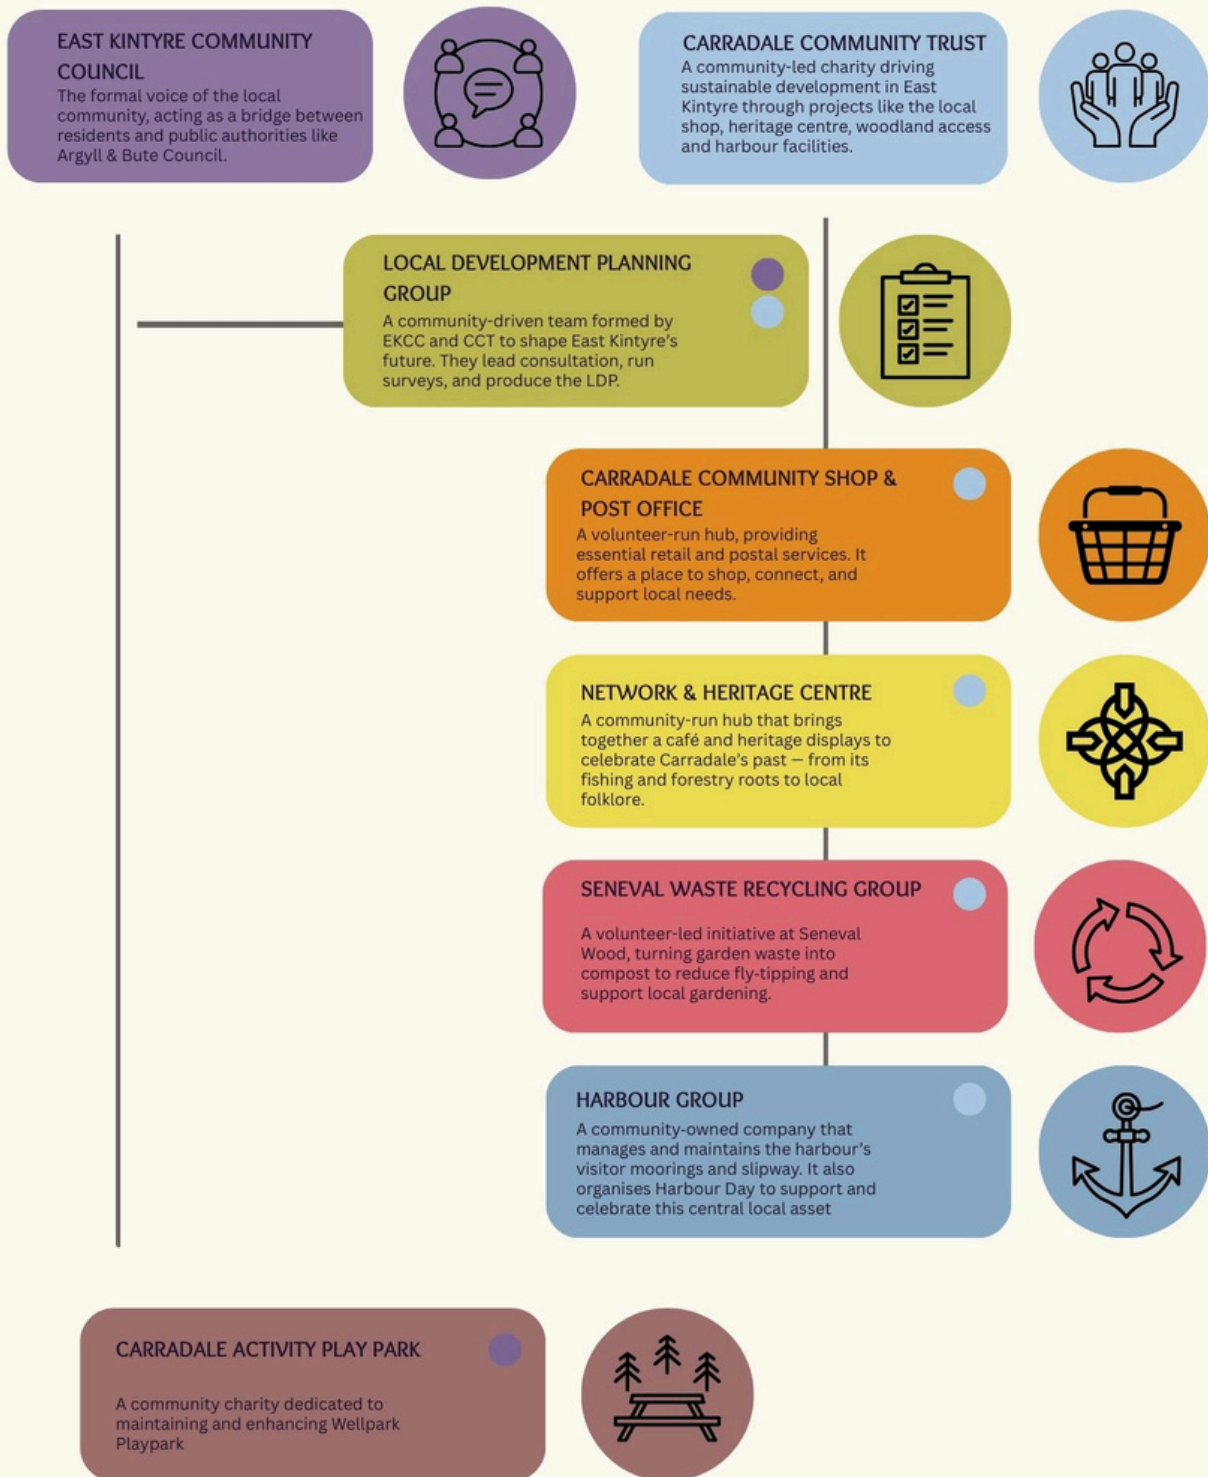 EAST KINTYRE COMMUNITY
COUNCIL
The formal voice of the local
community, acting as a bridge between
residents and public authorities like
Argyll & Bute Council.
CARRADALE COMMUNITY TRUST
A community-led charity driving
sustainable development in East
Kintyre through projects like the local
shop, heritage centre, woodland access
and harbour facilities.
LOCAL DEVELOPMENT PLANNING
GROUP
A community-driven team formed by
EKCC and CCT to shape East Kintyre’s
future. They lead consultation, run
surveys, and produce the LDP.
CARRADALE COMMUNITY SHOP &
POST OFFICE
A volunteer-run hub, providing
essential retail and postal services. It
offers a place to shop, connect, and
support local needs.
NETWORK & HERITAGE CENTRE
A community-run hub that brings
together a café and heritage displays to
celebrate Carradale’s past — from its
fishing and forestry roots to local
folklore.
SENEVAL WASTE RECYCLING GROUP
A volunteer-led initiative at Seneval
Wood, turning garden waste into
compost to reduce fly-tipping and
support local gardening.
HARBOUR GROUP
A community-owned company that
manages and maintains the harbour’s
visitor moorings and slipway. It also
organises Harbour Day to support and
celebrate this central local asset
CARRADALE ACTIVITY PLAY PARK
A community charity dedicated to
maintaining and enhancing Wellpark
Playpark